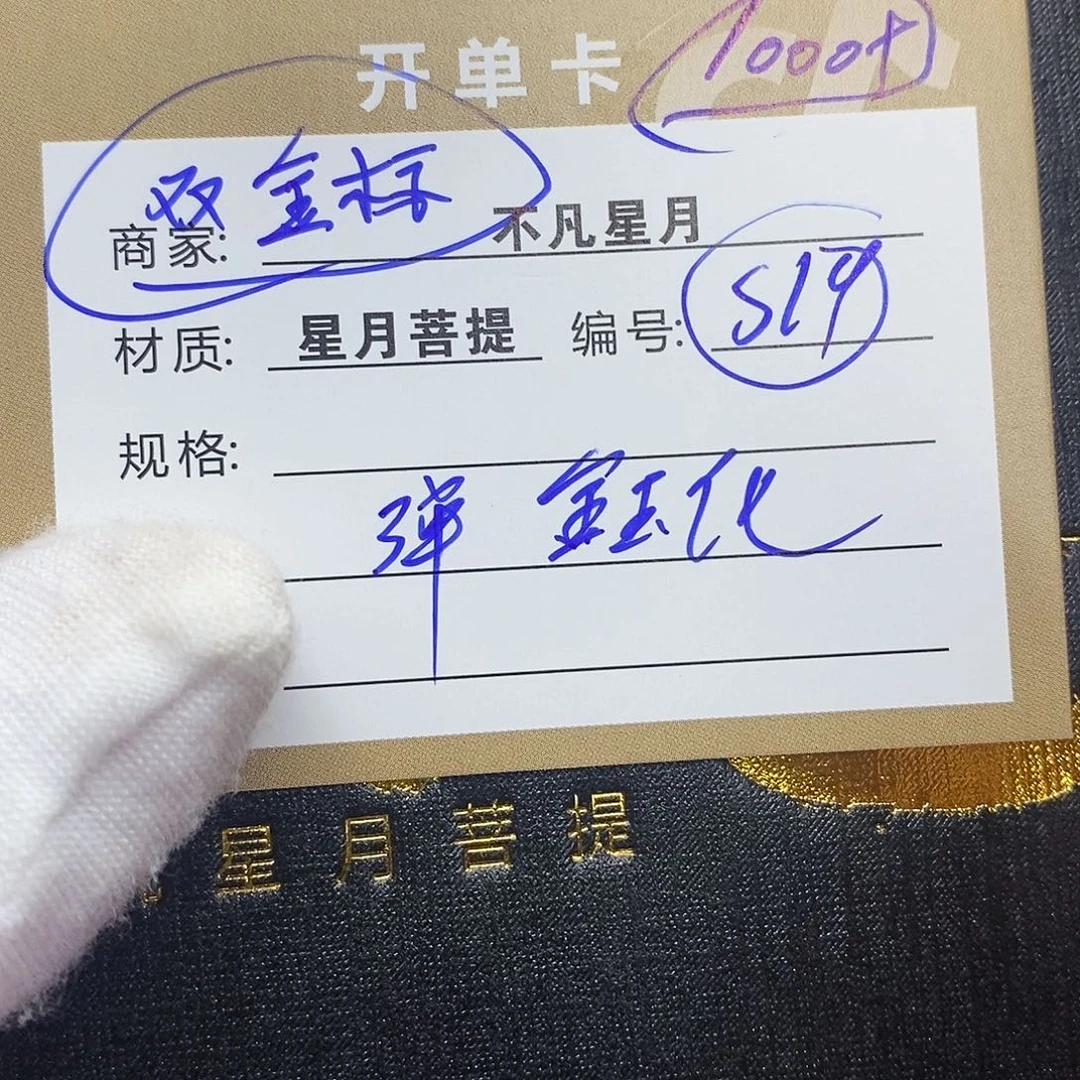 开单卡 1000+
双金标
商家: 不凡星月
材质: 星月菩提 编号: S19
规格:
弹 金玉化
星月菩提